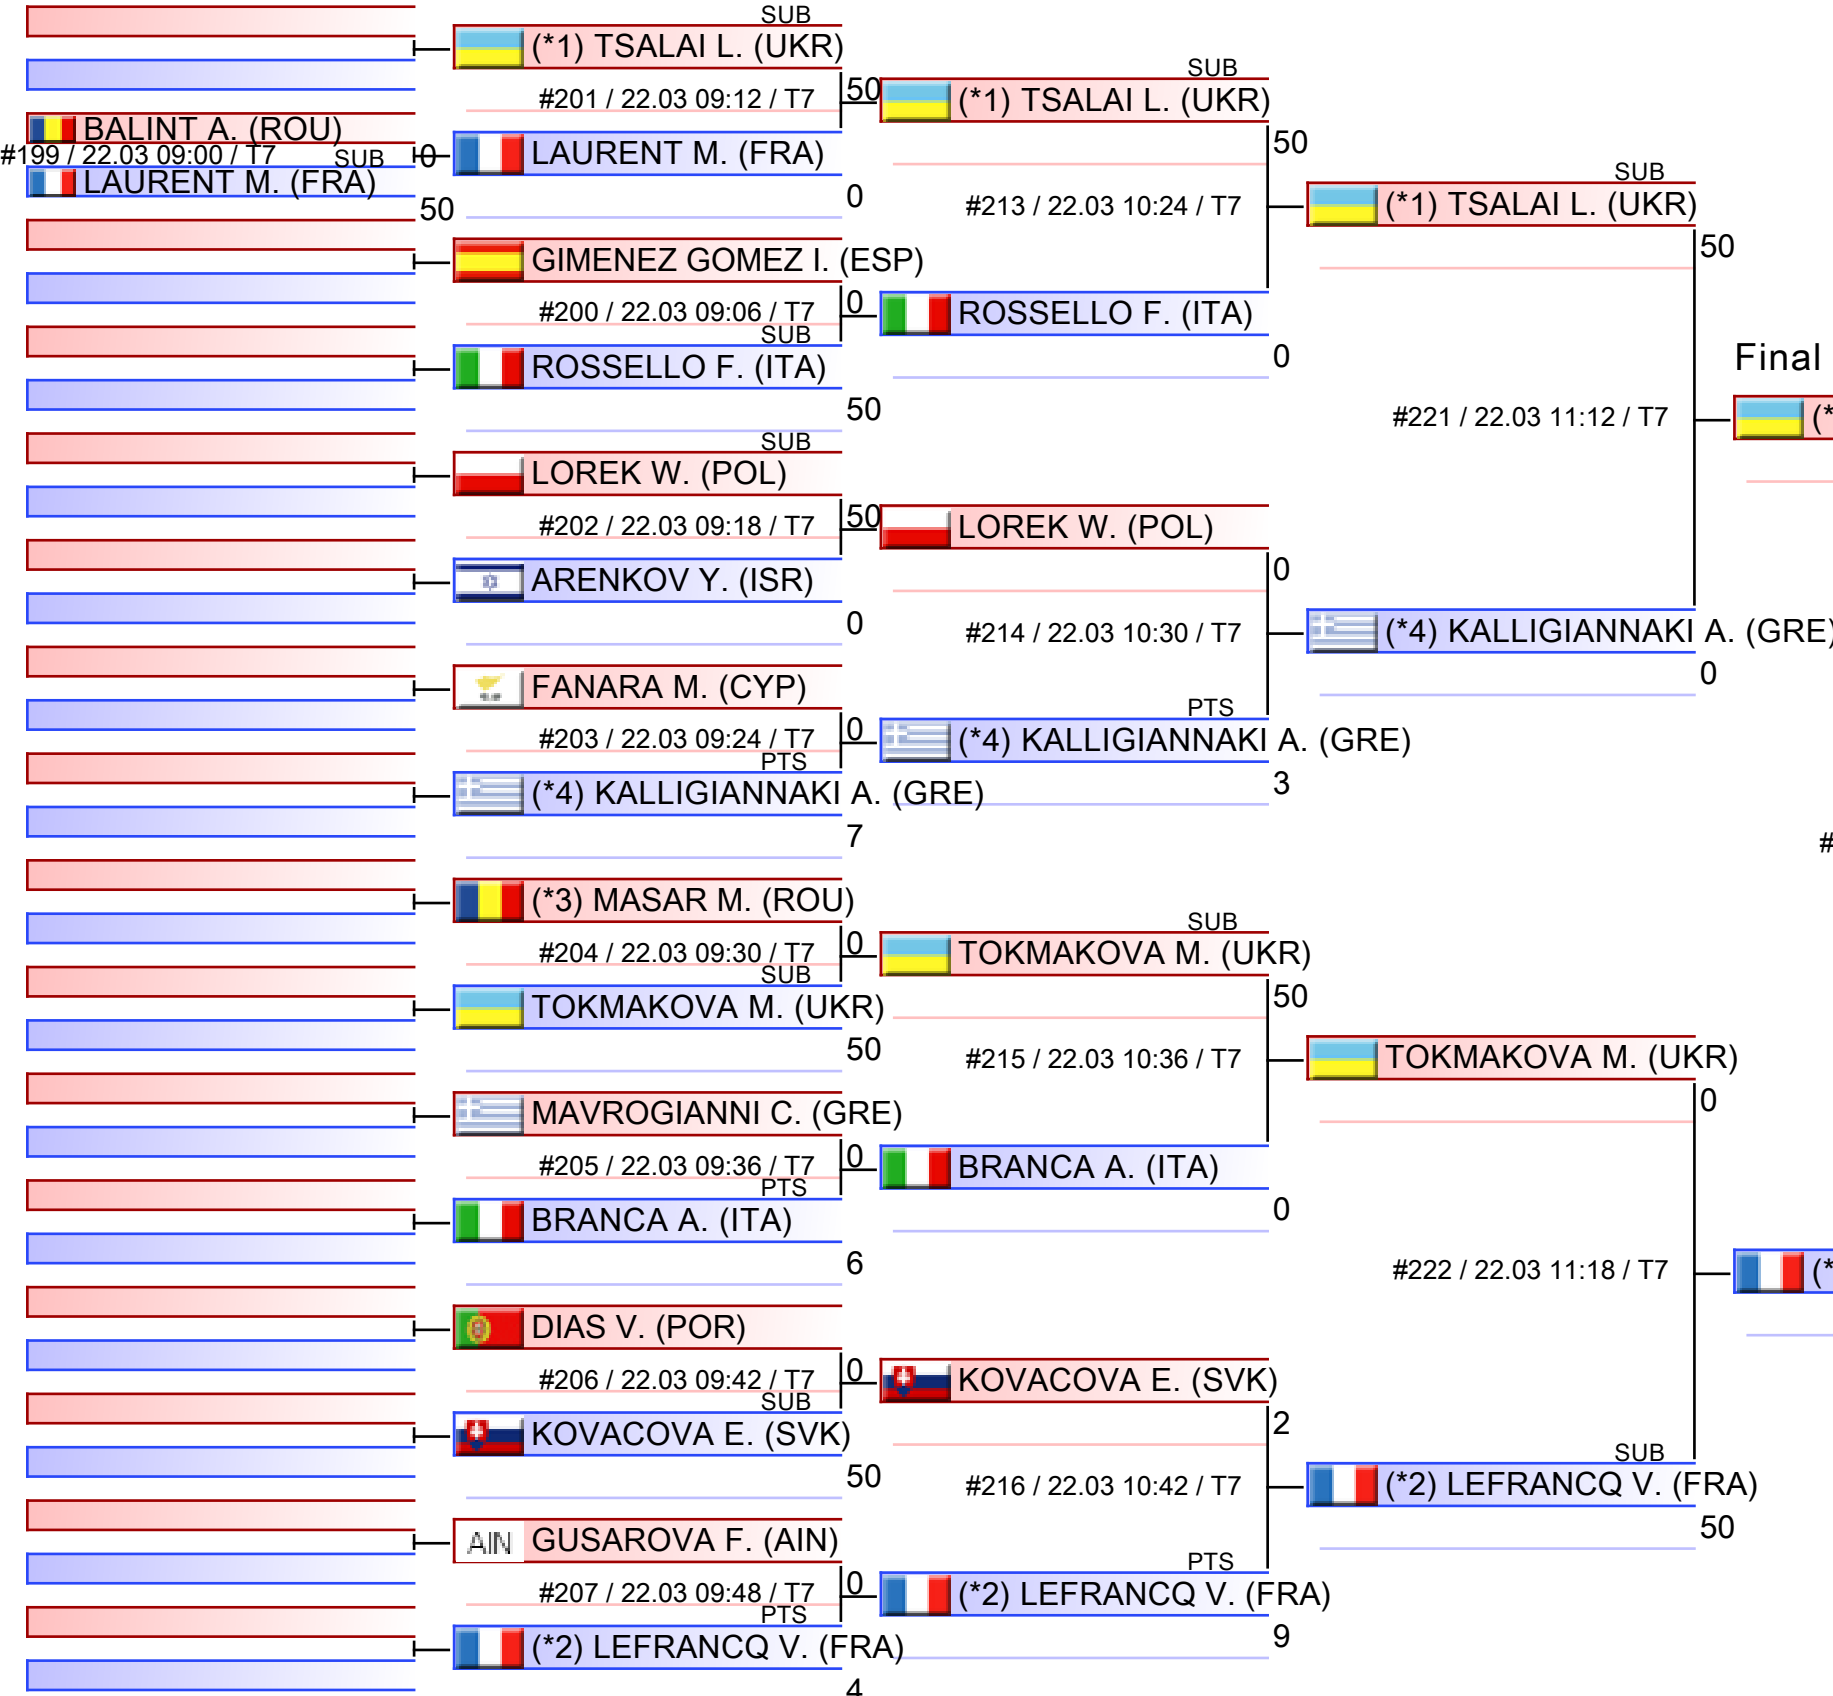 SUB
(*1) TSALAI L. (UKR)
#201 / 22.03 09:12 / T7
50
BALINT A. (ROU)
#199 / 22.03 09:00 / T7
SUB
0
LAURENT M. (FRA)
50
LAURENT M. (FRA)
0
GIMENEZ GOMEZ I. (ESP)
#200 / 22.03 09:06 / T7
0
SUB
ROSSELLO F. (ITA)
50
SUB
LOREK W. (POL)
#202 / 22.03 09:18 / T7
50
ARENKOV Y. (ISR)
0
FANARA M. (CYP)
#203 / 22.03 09:24 / T7
0
PTS
(*4) KALLIGIANNAKI A. (GRE)
7
(*3) MASAR M. (ROU)
#204 / 22.03 09:30 / T7
0
SUB
TOKMAKOVA M. (UKR)
50
MAVROGIANNI C. (GRE)
#205 / 22.03 09:36 / T7
0
PTS
BRANCA A. (ITA)
6
DIAS V. (POR)
#206 / 22.03 09:42 / T7
0
SUB
KOVACOVA E. (SVK)
50
AIN
GUSAROVA F. (AIN)
#207 / 22.03 09:48 / T7
0
PTS
(*2) LEFRANCQ V. (FRA)
4
SUB
(*1) TSALAI L. (UKR)
50
#213 / 22.03 10:24 / T7
ROSSELLO F. (ITA)
0
LOREK W. (POL)
0
#214 / 22.03 10:30 / T7
PTS
(*4) KALLIGIANNAKI A. (GRE)
3
SUB
TOKMAKOVA M. (UKR)
50
#215 / 22.03 10:36 / T7
BRANCA A. (ITA)
0
KOVACOVA E. (SVK)
2
#216 / 22.03 10:42 / T7
PTS
(*2) LEFRANCQ V. (FRA)
9
SUB
(*1) TSALAI L. (UKR)
50
#221 / 22.03 11:12 / T7
(*4) KALLIGIANNAKI A. (GRE)
0
TOKMAKOVA M. (UKR)
0
#222 / 22.03 11:18 / T7
SUB
(*2) LEFRANCQ V. (FRA)
50
Final
(*
#
(*